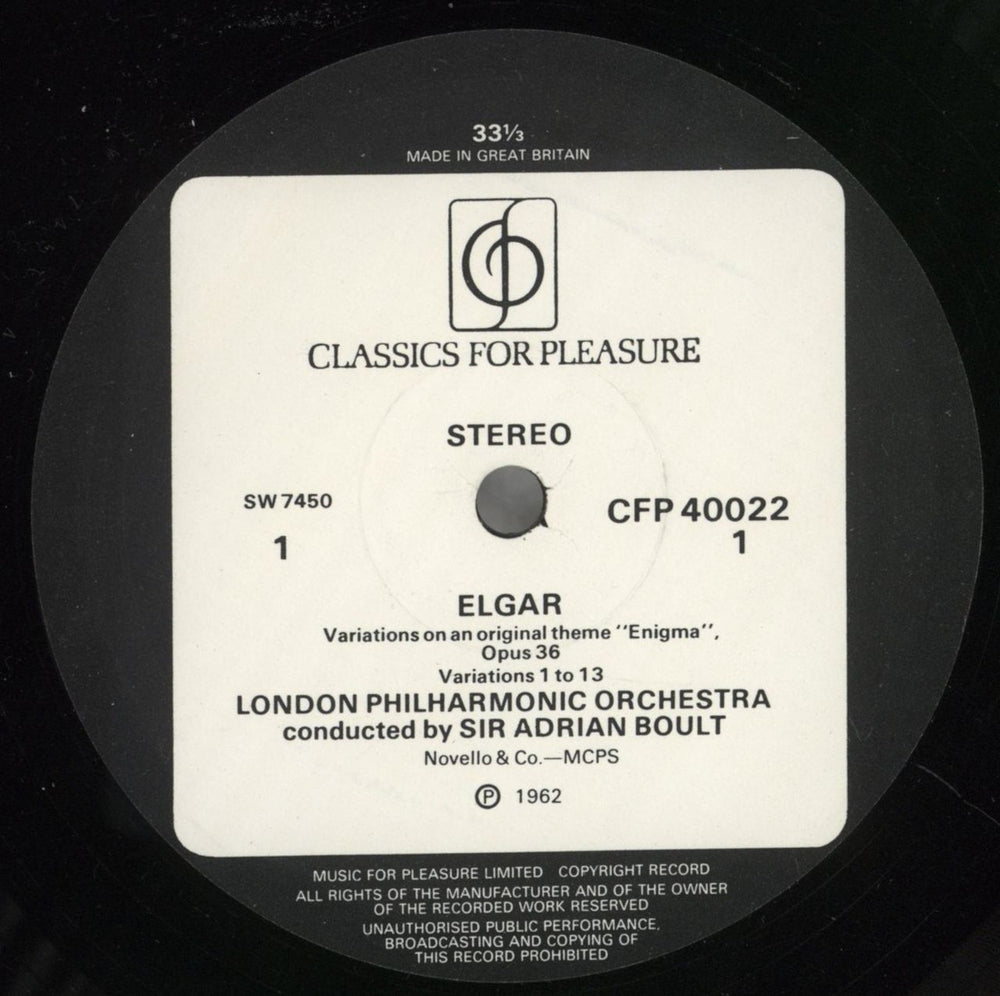 33⅓
MADE IN GREAT BRITAIN
CLASSICS FOR PLEASURE
STEREO
SW 7450
1
CFP 40022
1
ELGAR
Variations on an original theme ''Enigma'',
Opus 36
Variations 1 to 13
LONDON PHILHARMONIC ORCHESTRA
conducted by SIR ADRIAN BOULT
Novello & Co.—MCPS
Ⓟ 1962
MUSIC FOR PLEASURE LIMITED COPYRIGHT RECORD
ALL RIGHTS OF THE MANUFACTURER AND OF THE OWNER
OF THE RECORDED WORK RESERVED
UNAUTHORISED PUBLIC PERFORMANCE,
BROADCASTING AND COPYING OF
THIS RECORD PROHIBITED